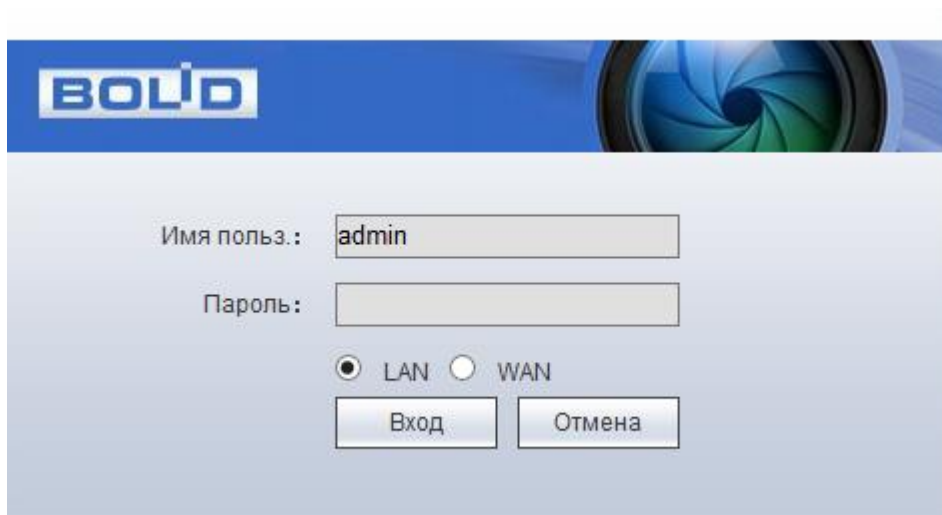 BOLID
Имя польз.: admin
Пароль:
LAN WAN
Вход Отмена